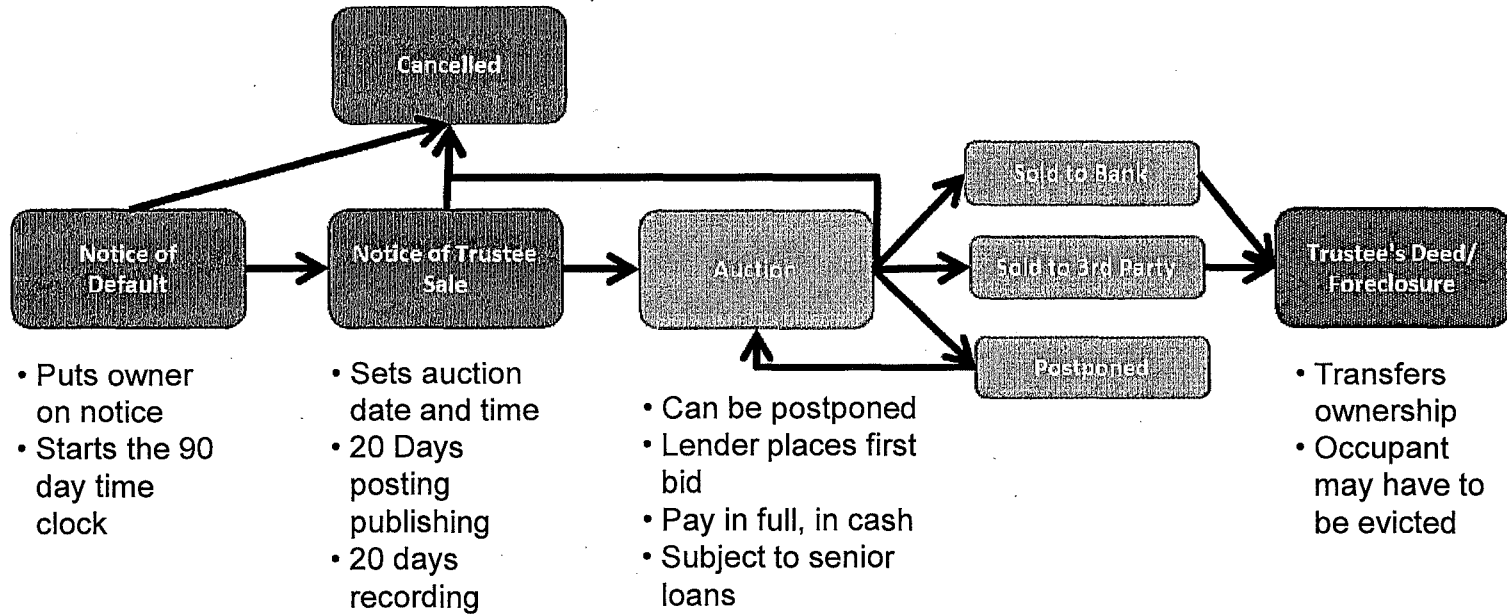 Cancelled
Notice of
Default
Notice of Trustee
Sale
Auction
Sold to Bank
Sold to 3rd Party
Postponed
Trustee's Deed/
Foreclosure
• Puts owner
on notice
• Starts the 90
day time
clock
• Sets auction
date and time
• 20 Days
posting
publishing
• 20 days
recording
• Can be postponed
• Lender places first
bid
• Pay in full, in cash
• Subject to senior
loans
• Transfers
ownership
• Occupant
may have to
be evicted